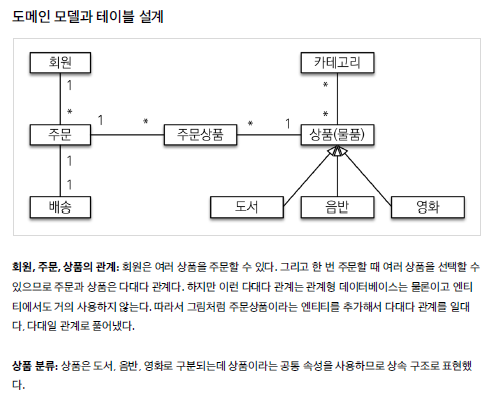 도메인 모델과 테이블 설계
회원
카테고리
1
*
*
*
주문
1
*
주문상품
*
1
상품(물품)
1
1
배송
도서
음반
영화
회원, 주문, 상품의 관계: 회원은 여러 상품을 주문할 수 있다. 그리고 한 번 주문할 때 여러 상품을 선택할 수
있으므로 주문과 상품은 다대다 관계다. 하지만 이런 다대다 관계는 관계형 데이터베이스는 물론이고 엔티
티에서도 거의 사용하지 않는다. 따라서 그림처럼 주문상품이라는 엔티티를 추가해서 다대다 관계를 일대
다, 다대일 관계로 풀어냈다.
상품 분류: 상품은 도서, 음반, 영화로 구분되는데 상품이라는 공통 속성을 사용하므로 상속 구조로 표현했
다.